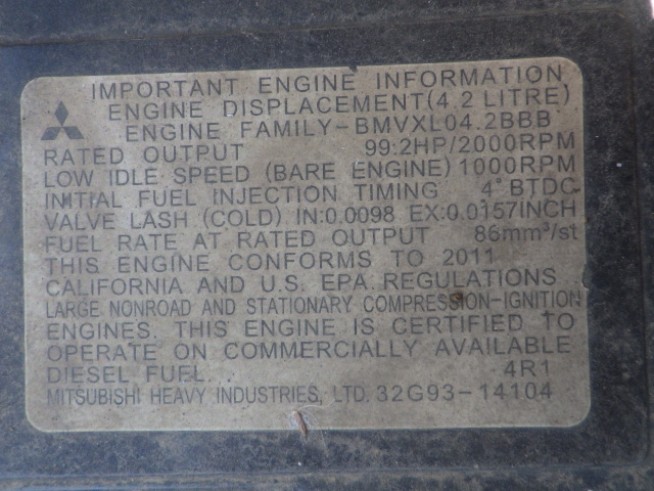 IMPORTANT ENGINE INFORMATION
ENGINE DISPLACEMENT(4.2 LITRE)
ENGINE FAMILY-BMVXL04.2BBB
RATED OUTPUT 99.2HP/2000RPM
LOW IDLE SPEED (BARE ENGINE) 1000RPM
INITIAL FUEL INJECTION TIMING 4° BTDC
VALVE LASH (COLD) IN:0.0098 EX:0.0157INCH
FUEL RATE AT RATED OUTPUT 86mm³/st
THIS ENGINE CONFORMS TO 2011
CALIFORNIA AND U.S. EPA REGULATIONS
LARGE NONROAD AND STATIONARY COMPRESSION-IGNITION
ENGINES. THIS ENGINE IS CERTIFIED TO
OPERATE ON COMMERCIALLY AVAILABLE
DIESEL FUEL. 4R1
MITSUBISHI HEAVY INDUSTRIES, LTD. 32G93-14104